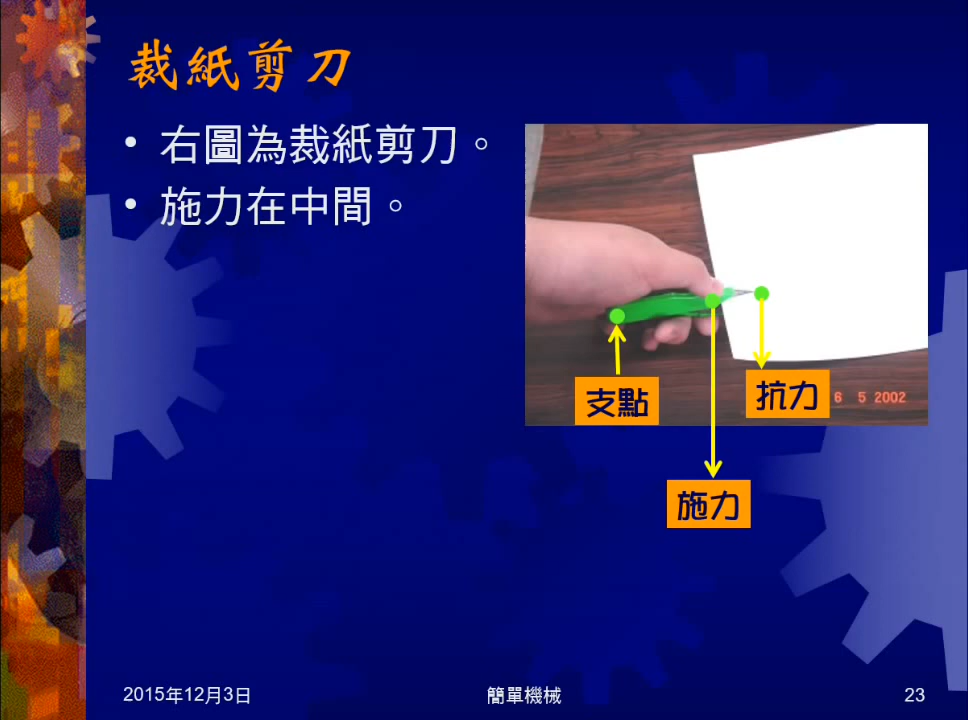 裁紙剪刀
• 右圖為裁紙剪刀。
• 施力在中間。
支點
抗力
6 5 2002
施力
2015年12月3日
簡單機械
23